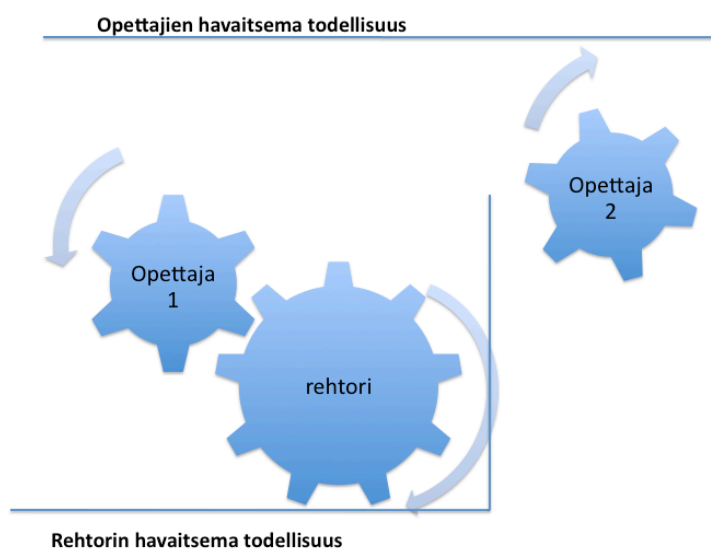 Opettajien havaitsema todellisuus
Opettaja
2
Opettaja
1
rehtori
Rehtorin havaitsema todellisuus